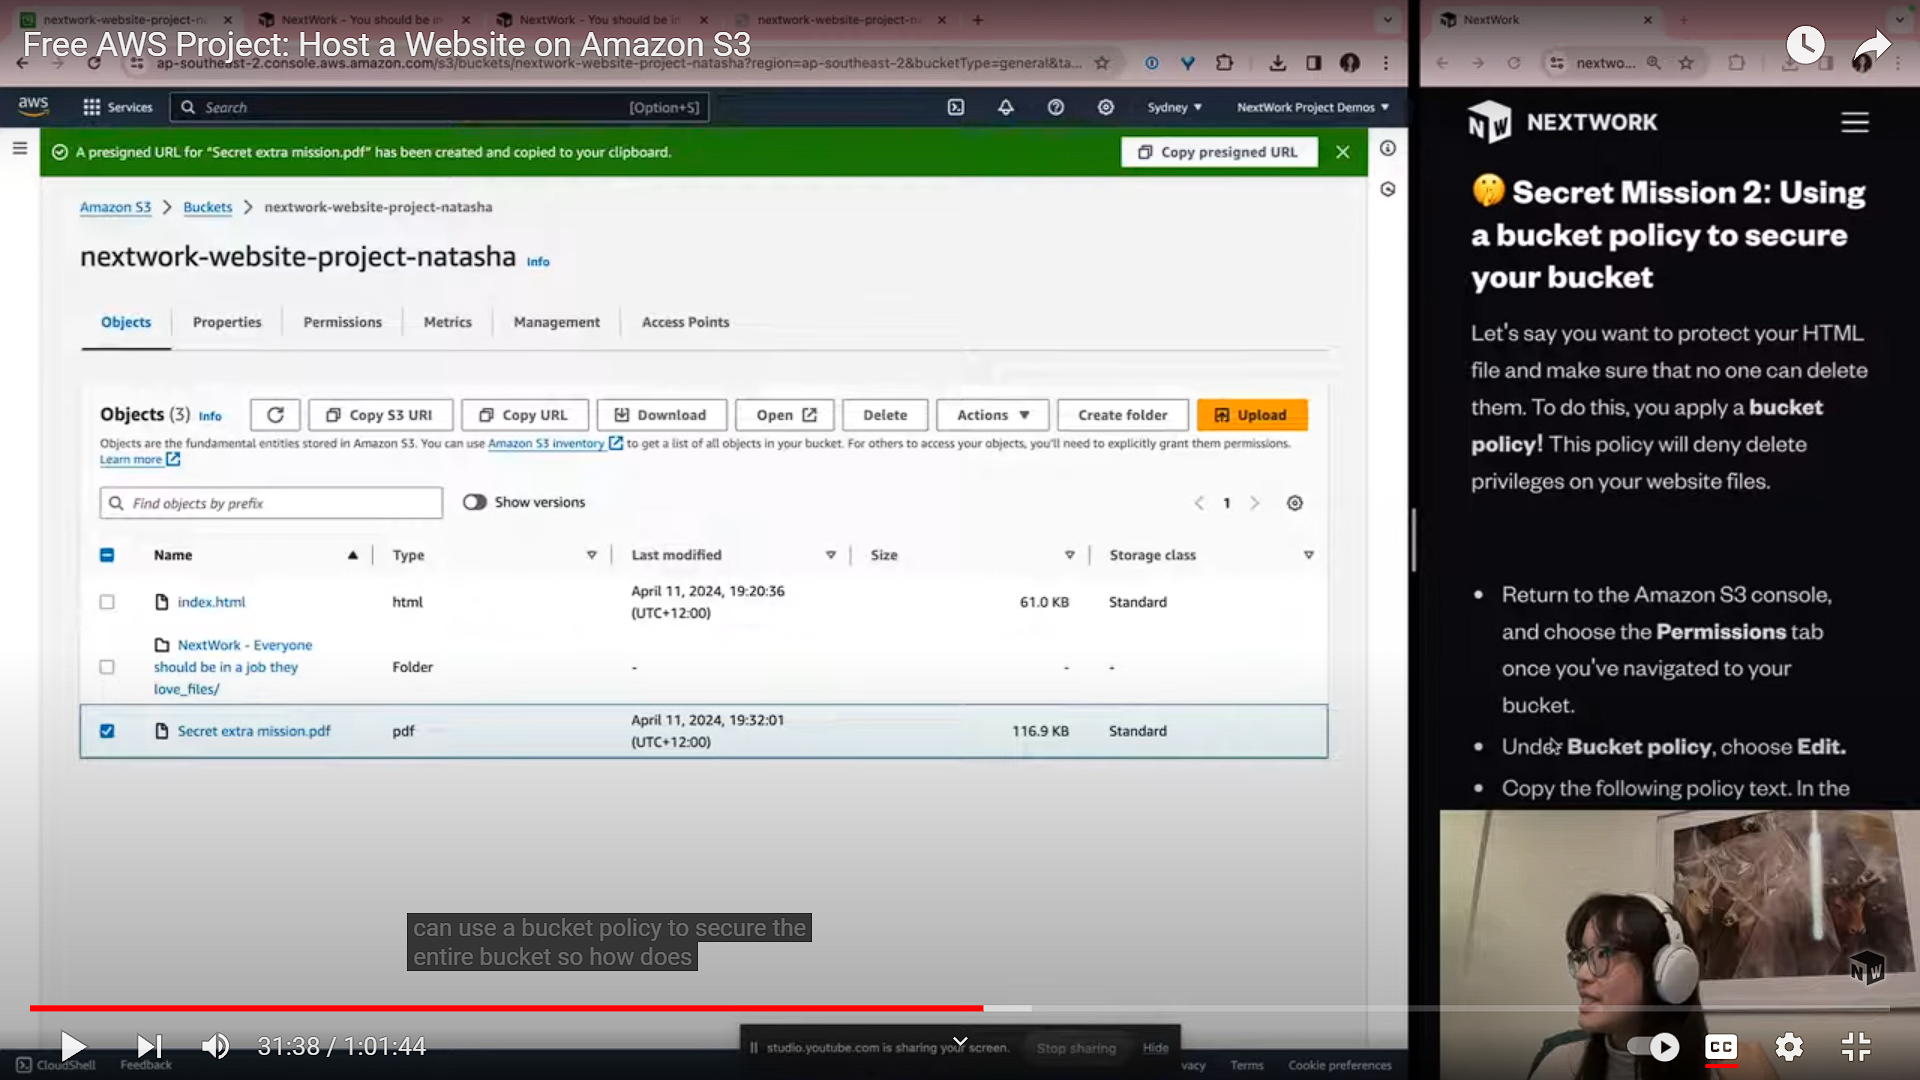 nextwork-website-project-n
NextWork - You should be in
NextWork - You should be in
nextwork-website-project-n
NextWork
Free AWS Project: Host a Website on Amazon S3
ap-southeast-2.console.aws.amazon.com/s3/buckets/nextwork-website-project-natasha?region=ap-southeast-2&bucketType=general&ta...
nextwo...
aws
Services
Search
[Option+S]
Sydney ▼
NextWork Project Demos ▼
A presigned URL for “Secret extra mission.pdf” has been created and copied to your clipboard.
Copy presigned URL
Amazon S3 > Buckets > nextwork-website-project-natasha
nextwork-website-project-natasha Info
Objects
Properties
Permissions
Metrics
Management
Access Points
Objects (3) Info
Copy S3 URI
Copy URL
Download
Open
Delete
Actions ▼
Create folder
Upload
Objects are the fundamental entities stored in Amazon S3. You can use Amazon S3 inventory to get a list of all objects in your bucket. For others to access your objects, you'll need to explicitly grant them permissions.
Learn more
Find objects by prefix
Show versions
1
Name
Type
Last modified
Size
Storage class
index.html
html
April 11, 2024, 19:20:36
(UTC+12:00)
61.0 KB
Standard
NextWork - Everyone
should be in a job they
love_files/
Folder
-
-
-
Secret extra mission.pdf
pdf
April 11, 2024, 19:32:01
(UTC+12:00)
116.9 KB
Standard
NW NEXTWORK
🤫 Secret Mission 2: Using
a bucket policy to secure
your bucket
Let's say you want to protect your HTML
file and make sure that no one can delete
them. To do this, you apply a bucket
policy! This policy will deny delete
privileges on your website files.
• Return to the Amazon S3 console,
and choose the Permissions tab
once you've navigated to your
bucket.
• Under Bucket policy, choose Edit.
• Copy the following policy text. In the
can use a bucket policy to secure the
entire bucket so how does
NW
31:38 / 1:01:44
studio.youtube.com is sharing your screen.
Stop sharing
Hide
CC
CloudShell
Feedback
vacy
Terms
Cookie preferences